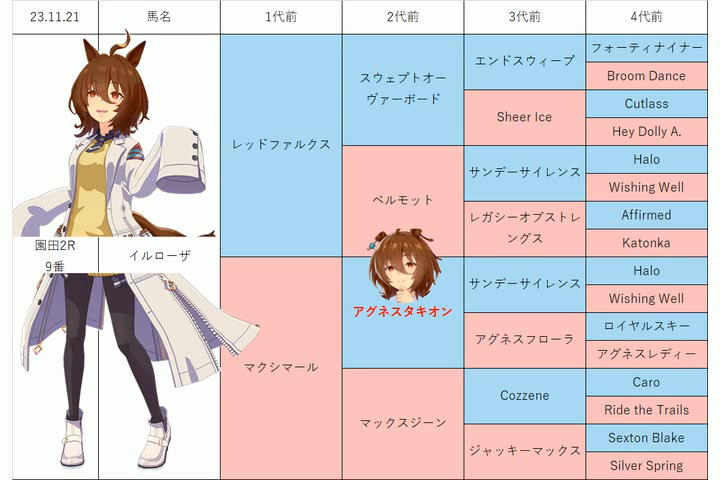 23.11.21
馬名
1代前
2代前
3代前
4代前
園田2R
9番
イルローザ
レッドファルクス
スウェプトオー
ヴァーボード
エンドスウィープ
フォーティナイナー
Broom Dance
Sheer Ice
Cutlass
Hey Dolly A.
ベルモット
サンデーサイレンス
Halo
Wishing Well
レガシーオブストレ
ングス
Affirmed
Katonka
マクシマール
アグネスタキオン
サンデーサイレンス
Halo
Wishing Well
アグネスフローラ
ロイヤルスキー
アグネスレディー
マックスジーン
Cozzene
Caro
Ride the Trails
ジャッキーマックス
Sexton Blake
Silver Spring